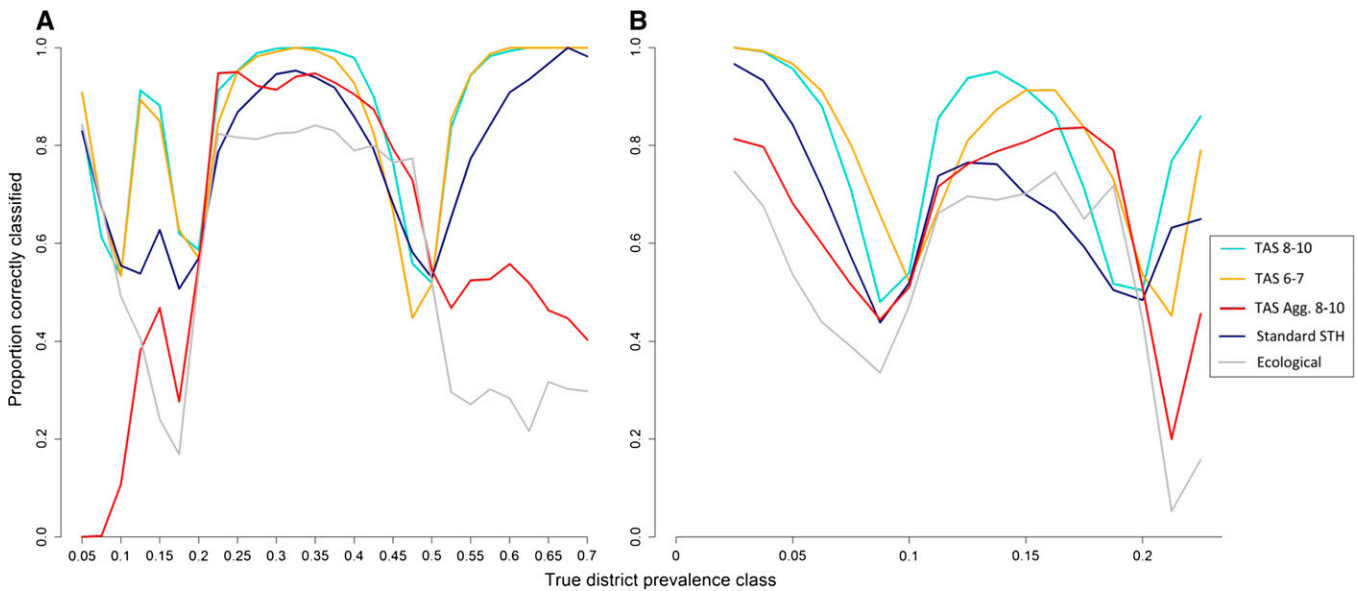 A
B
Proportion correctly classified
1.0
0.8
0.6
0.4
0.2
0.0
0.05 0.1 0.15 0.2 0.25 0.3 0.35 0.4 0.45 0.5 0.55 0.6 0.65 0.7
1.0
0.8
0.6
0.4
0.2
0.0
0 0.05 0.1 0.15 0.2
True district prevalence class
TAS 8-10
TAS 6-7
TAS Agg. 8-10
Standard STH
Ecological